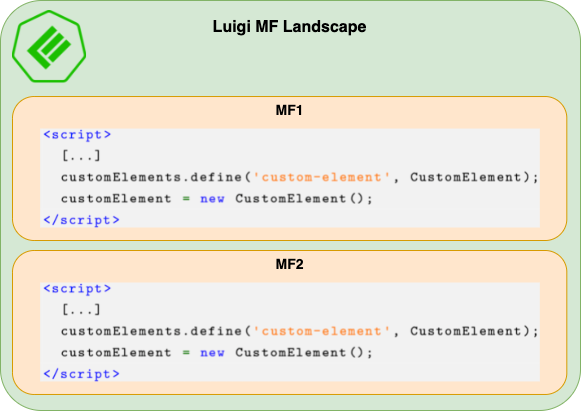 Luigi MF Landscape
MF1
<script>
[...]
customElements.define('custom-element', CustomElement);
customElement = new CustomElement();
</script>
MF2
<script>
[...]
customElements.define('custom-element', CustomElement);
customElement = new CustomElement();
</script>